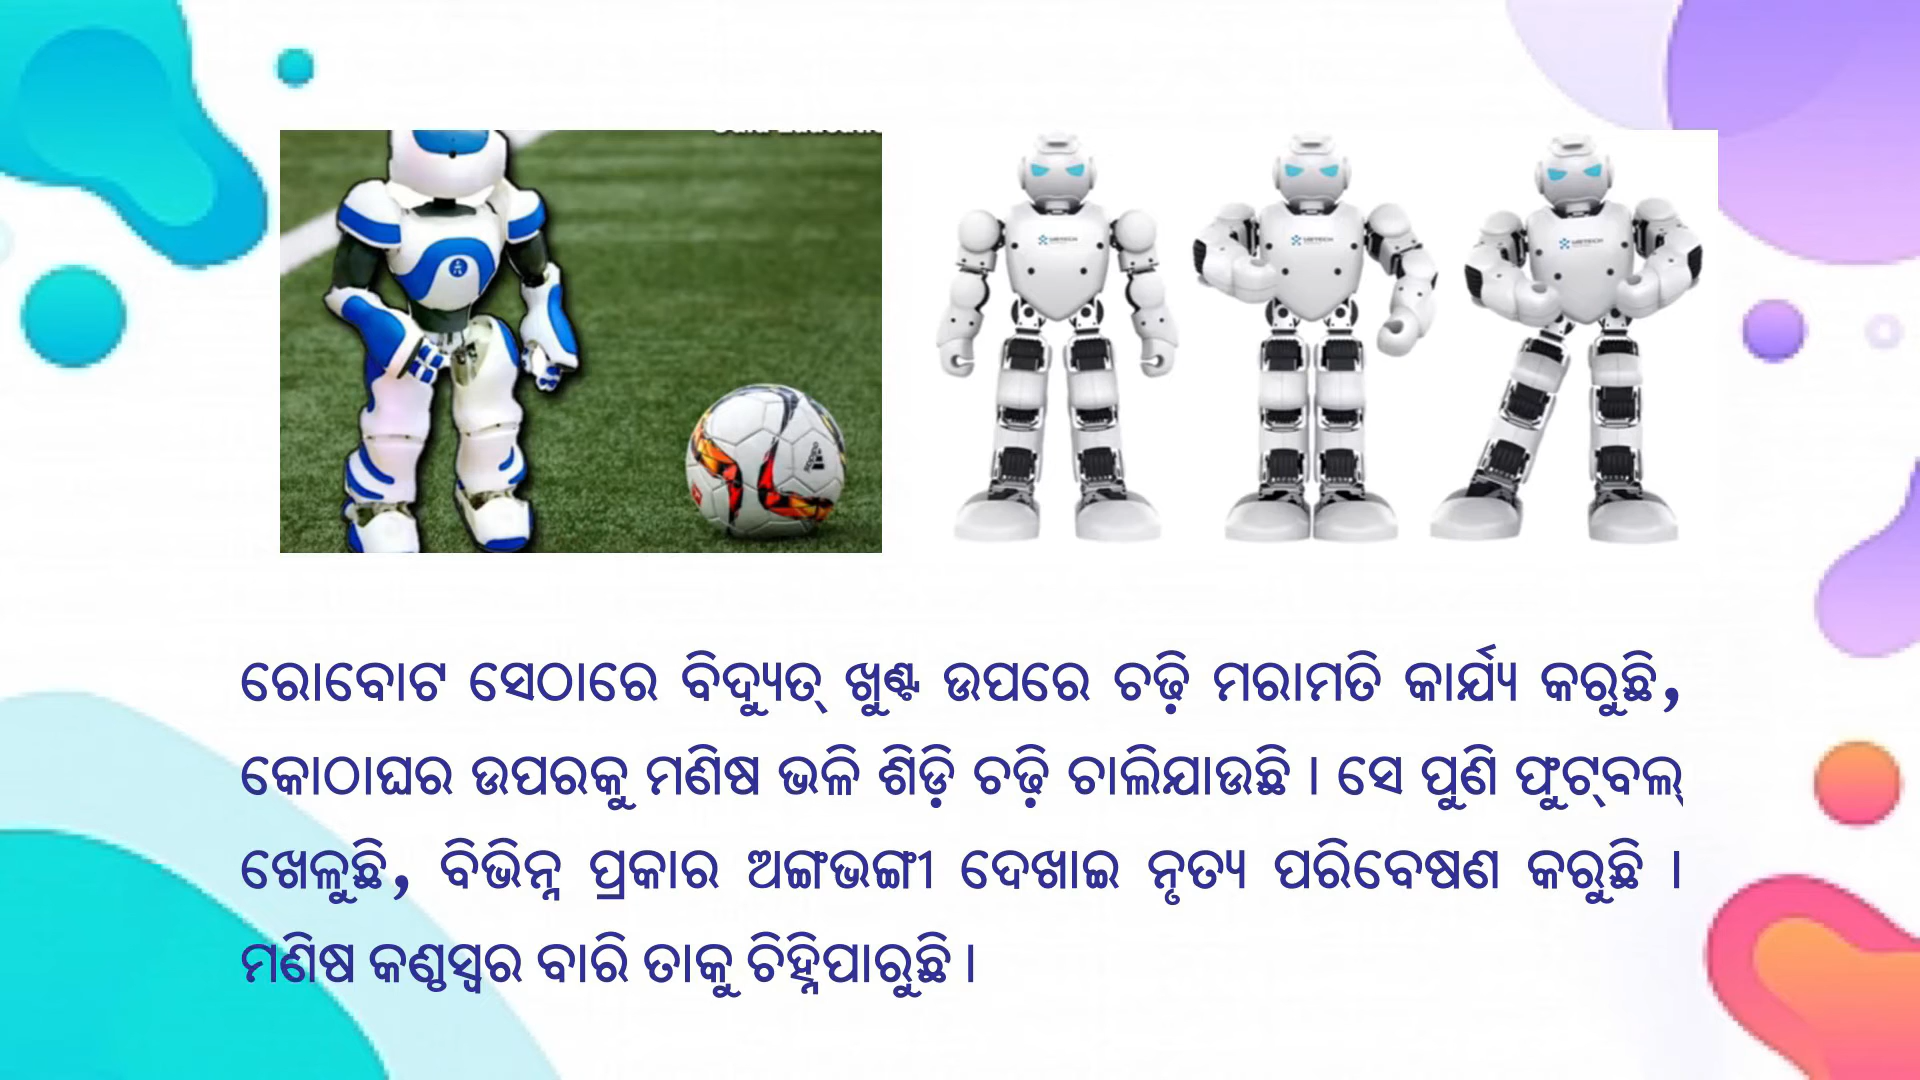 ରୋବୋଟ ସେଠାରେ ବିଦ୍ୟୁତ୍ ଖୁଣ୍ଟ ଉପରେ ଚଢ଼ି ମରାମତି କାର୍ଯ୍ୟ କରୁଛି,
କୋଠାଘର ଉପରକୁ ମଣିଷ ଭଳି ଶିଡ଼ି ଚଢ଼ି ଚାଲିଯାଉଛି । ସେ ପୁଣି ଫୁଟ୍‌ବଲ୍
ଖେଳୁଛି, ବିଭିନ୍ନ ପ୍ରକାର ଅଙ୍ଗଭଙ୍ଗୀ ଦେଖାଇ ନୃତ୍ୟ ପରିବେଷଣ କରୁଛି ।
ମଣିଷ କଣ୍ଠସ୍ୱର ବାରି ତାକୁ ଚିହ୍ନିପାରୁଛି ।